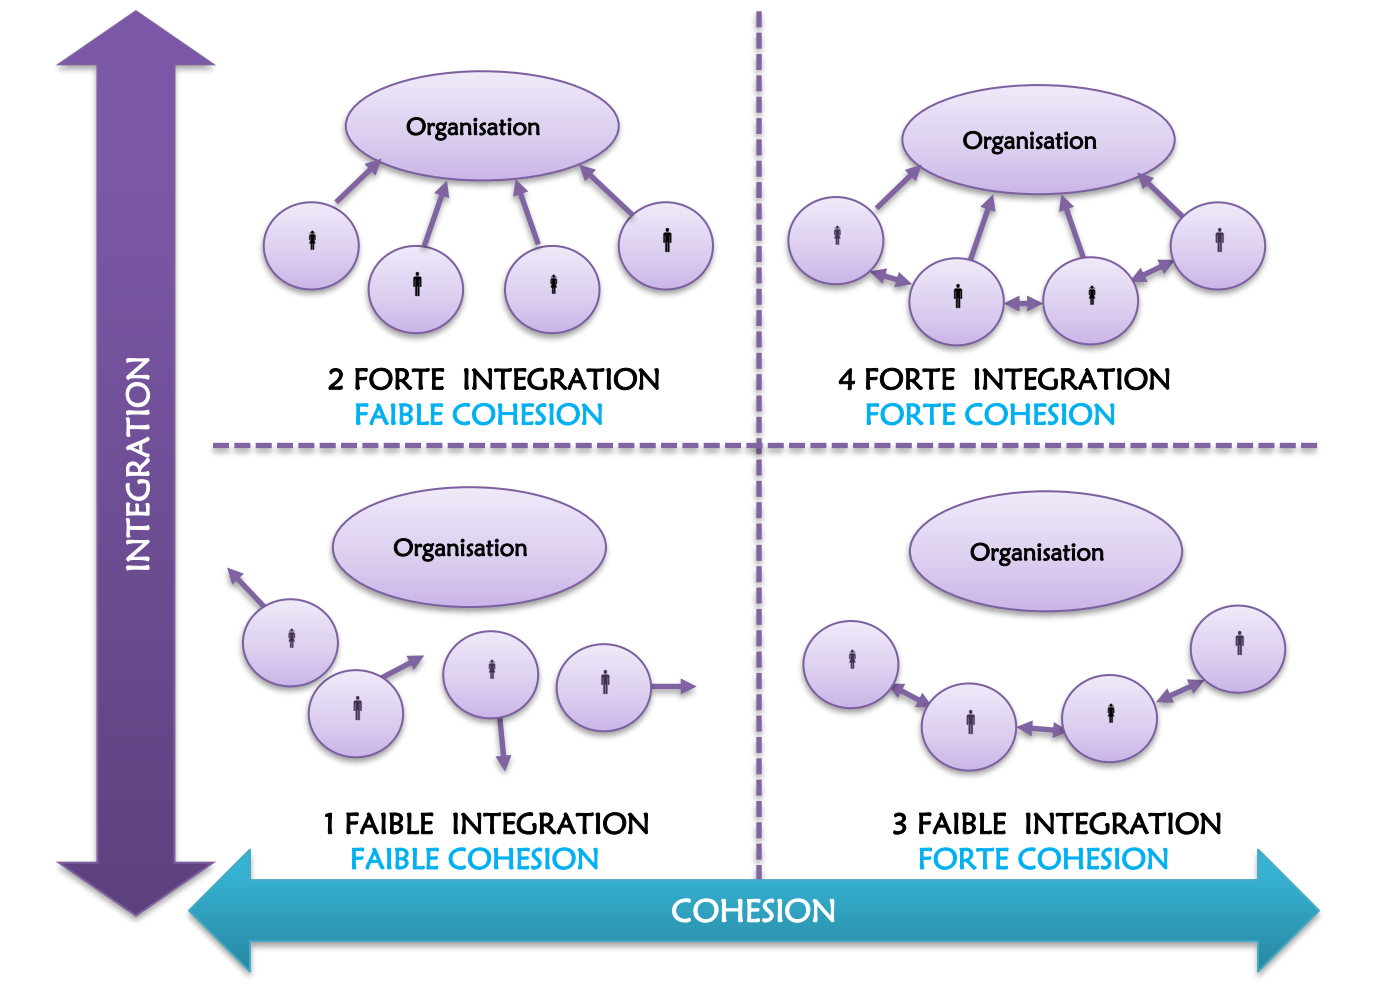 Organisation
2 FORTE  INTEGRATION
FAIBLE COHESION
Organisation
4 FORTE  INTEGRATION
FORTE COHESION
INTEGRATION
Organisation
1 FAIBLE  INTEGRATION
FAIBLE COHESION
Organisation
3 FAIBLE  INTEGRATION
FORTE COHESION
COHESION